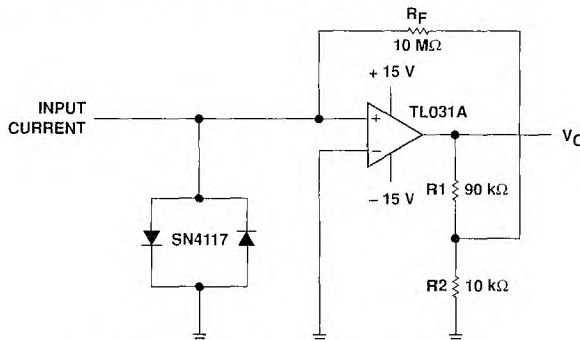 RF
10 MΩ
+ 15 V
TL031A
INPUT
CURRENT
+
−
VO
− 15 V
R1 90 kΩ
SN4117
R2 10 kΩ